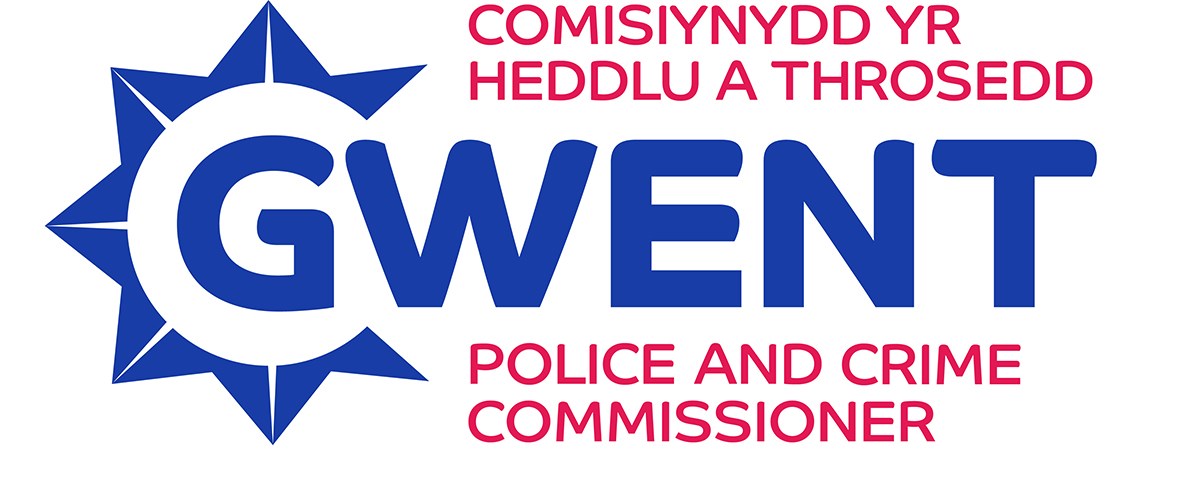 COMISIYNYDD YR
HEDDLU A THROSEDD
GWENT
POLICE AND CRIME
COMMISSIONER